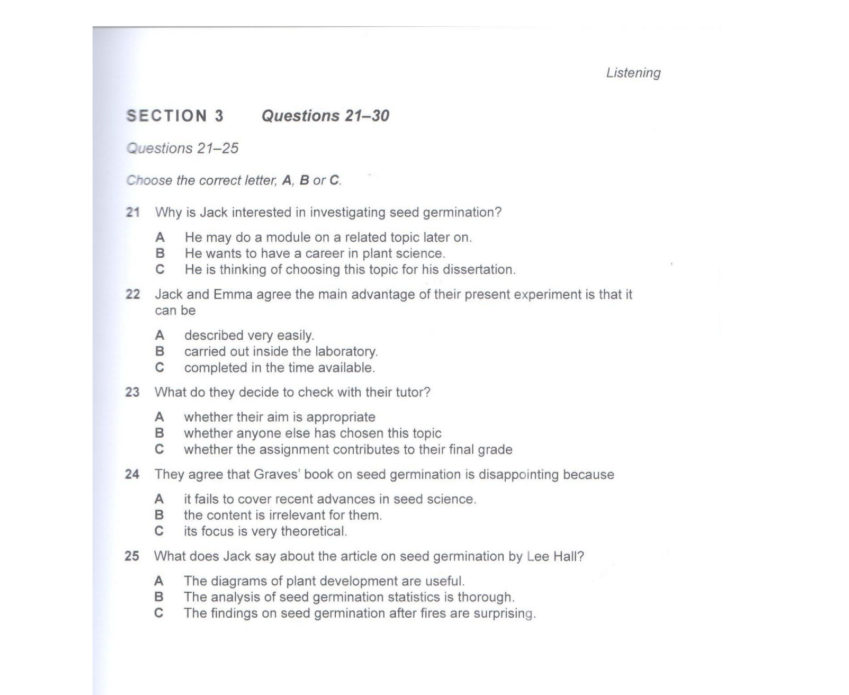 Listening
SECTION 3 Questions 21–30
Questions 21–25
Choose the correct letter, A, B or C.
21 Why is Jack interested in investigating seed germination?
A He may do a module on a related topic later on.
B He wants to have a career in plant science.
C He is thinking of choosing this topic for his dissertation.
22 Jack and Emma agree the main advantage of their present experiment is that it
can be
A described very easily.
B carried out inside the laboratory.
C completed in the time available.
23 What do they decide to check with their tutor?
A whether their aim is appropriate
B whether anyone else has chosen this topic
C whether the assignment contributes to their final grade
24 They agree that Graves' book on seed germination is disappointing because
A it fails to cover recent advances in seed science.
B the content is irrelevant for them.
C its focus is very theoretical.
25 What does Jack say about the article on seed germination by Lee Hall?
A The diagrams of plant development are useful.
B The analysis of seed germination statistics is thorough.
C The findings on seed germination after fires are surprising.